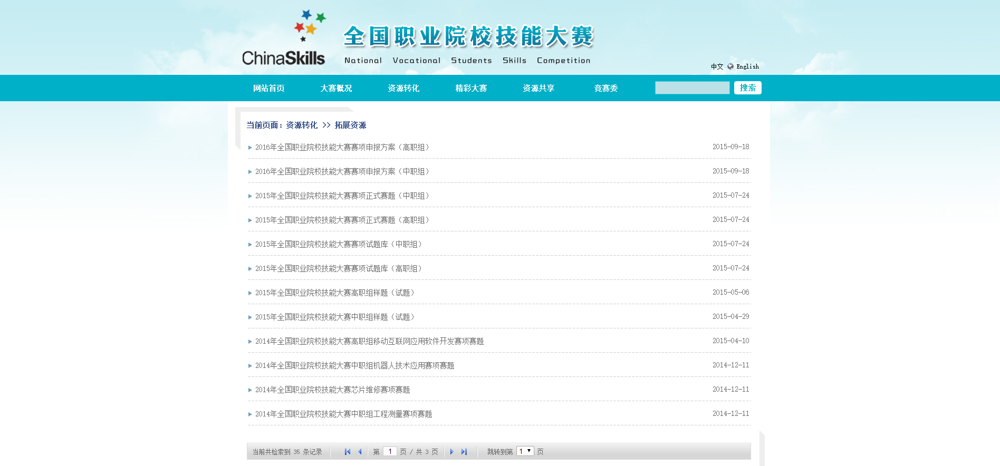 ChinaSkills
全国职业院校技能大赛
National Vocational Students Skills Competition
中文 English
网站首页 大赛概况 资源转化 精彩大赛 资源共享 竞赛委 搜索
当前页面：资源转化 >> 拓展资源
2016年全国职业院校技能大赛赛项申报方案（高职组） 2015-09-18
2016年全国职业院校技能大赛赛项申报方案（中职组） 2015-09-18
2015年全国职业院校技能大赛赛项正式赛题（中职组） 2015-07-24
2015年全国职业院校技能大赛赛项正式赛题（高职组） 2015-07-24
2015年全国职业院校技能大赛赛项试题库（中职组） 2015-07-24
2015年全国职业院校技能大赛赛项试题库（高职组） 2015-07-24
2015年全国职业院校技能大赛高职组样题（试题） 2015-05-06
2015年全国职业院校技能大赛中职组样题（试题） 2015-04-29
2014年全国职业院校技能大赛高职组移动互联网应用软件开发赛项赛题 2015-04-10
2014年全国职业院校技能大赛中职组机器人技术应用赛项赛题 2014-12-11
2014年全国职业院校技能大赛芯片维修赛项赛题 2014-12-11
2014年全国职业院校技能大赛中职组工程测量赛项赛题 2014-12-11
当前共检索到 35 条记录 第 1 页 / 共 3 页 跳转到第 1 页